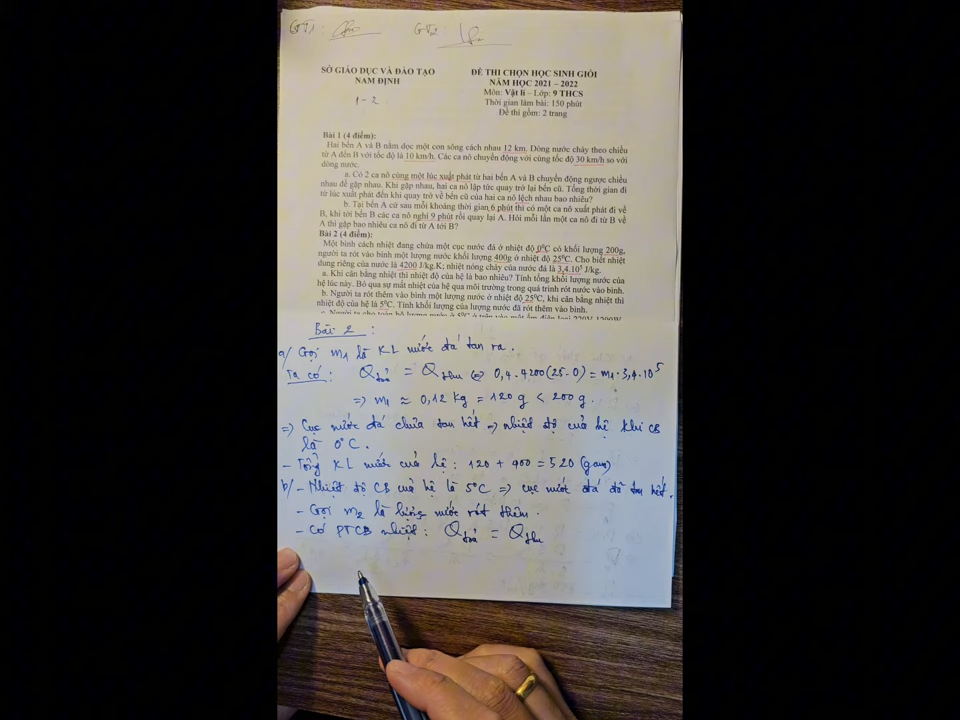 GT1: GT2:
SỞ GIÁO DỤC VÀ ĐÀO TẠO
NAM ĐỊNH
1-2
ĐỀ THI CHỌN HỌC SINH GIỎI
NĂM HỌC 2021 – 2022
Môn: Vật lí – Lớp: 9 THCS
Thời gian làm bài: 150 phút
Đề thi gồm: 2 trang
Bài 1 (4 điểm):
Hai bến A và B nằm dọc một con sông cách nhau 12 km. Dòng nước chảy theo chiều
từ A đến B với tốc độ là 10 km/h. Các ca nô chuyển động với cùng tốc độ 30 km/h so với
dòng nước.
a. Có 2 ca nô cùng một lúc xuất phát từ hai bến A và B chuyển động ngược chiều
nhau để gặp nhau. Khi gặp nhau, hai ca nô lập tức quay trở lại bến cũ. Tổng thời gian đi
từ lúc xuất phát đến khi quay trở về bến cũ của hai ca nô lệch nhau bao nhiêu?
b. Tại bến A cứ sau mỗi khoảng thời gian 6 phút thì có một ca nô xuất phát đi về
B, khi tới bến B các ca nô nghỉ 9 phút rồi quay lại A. Hỏi mỗi lần một ca nô đi từ B về
A thì gặp bao nhiêu ca nô đi từ A tới B?
Bài 2 (4 điểm):
Một bình cách nhiệt đang chứa một cục nước đá ở nhiệt độ 0⁰C có khối lượng 200g,
người ta rót vào bình một lượng nước khối lượng 400g ở nhiệt độ 25⁰C. Cho biết nhiệt
dung riêng của nước là 4200 J/kg.K; nhiệt nóng chảy của nước đá là 3,4.10⁵ J/kg.
a. Khi cân bằng nhiệt thì nhiệt độ của hệ là bao nhiêu? Tính tổng khối lượng nước của
hệ lúc này. Bỏ qua sự mất nhiệt của hệ qua môi trường trong quá trình rót nước vào bình.
b. Người ta rót thêm vào bình một lượng nước ở nhiệt độ 25⁰C, khi cân bằng nhiệt thì
nhiệt độ của hệ là 5⁰C. Tính khối lượng của lượng nước đã rót thêm vào bình.
Bài 2 :
a/ Gọi m₁ là KL nước đá tan ra.
Ta có: Q toả = Q thu <=> 0,4.4200(25-0) = m₁.3,4.10⁵
=> m₁ ≈ 0,12 kg = 120 g < 200 g.
=> Cục nước đá chưa tan hết => nhiệt độ của hệ khi CB
là 0°C.
- Tổng KL nước của hệ: 120 + 400 = 520 (gam)
b/ - Nhiệt độ CB của hệ là 5°C => cục nước đá đã tan hết.
- Gọi m₂ là lượng nước rót thêm.
- Có PTCB nhiệt: Q toả = Q thu